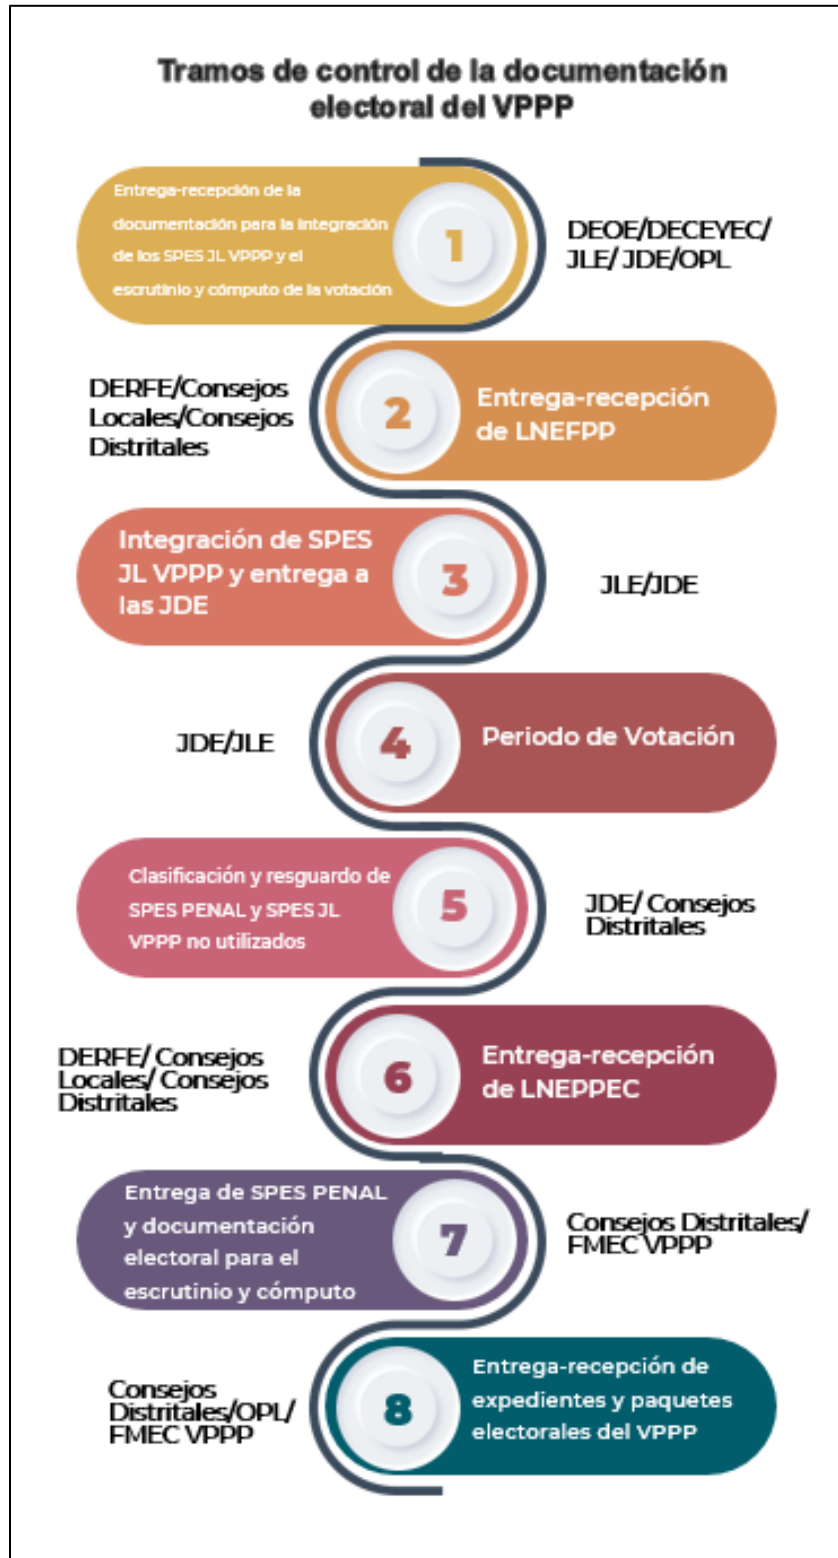 Tramos de control de la documentación
electoral del VPPP
Entrega-recepción de la
documentación para la integración
de los SPES JL VPPP y el
escrutinio y cómputo de la votación
1
DEOE/DECEYEC/
JLE/ JDE/OPL
DERFE/Consejos
Locales/Consejos
Distritales
2
Entrega-recepción
de LNEFPP
Integración de SPES
JL VPPP y entrega a
las JDE
3
JLE/JDE
JDE/JLE
4
Periodo de Votación
Clasificación y resguardo de
SPES PENAL y SPES JL
VPPP no utilizados
5
JDE/ Consejos
Distritales
DERFE/ Consejos
Locales/ Consejos
Distritales
6
Entrega-recepción
de LNEPPEC
Entrega de SPES PENAL
y documentación
electoral para el
escrutinio y cómputo
7
Consejos Distritales/
FMEC VPPP
Consejos
Distritales/OPL/
FMEC VPPP
8
Entrega-recepción de
expedientes y paquetes
electorales del VPPP